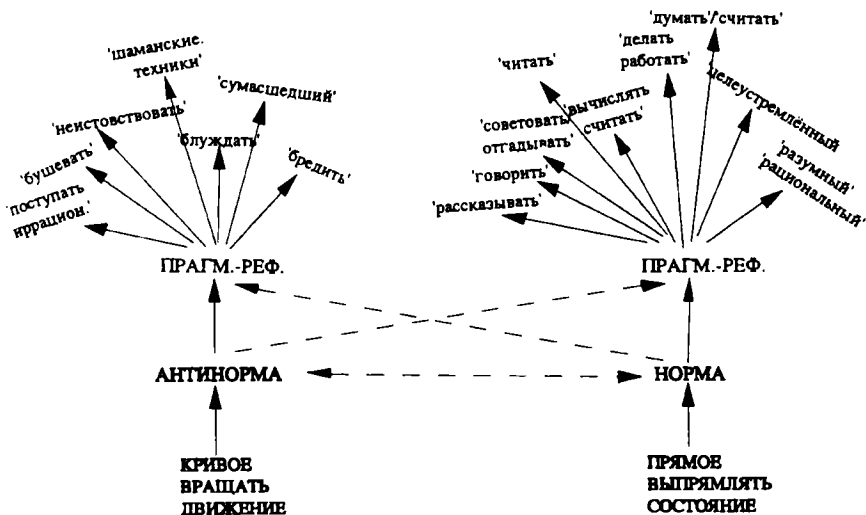 'шаманские.
техники'
'сумасшедший'
'неистовствовать'
'блуждать'
'бушевать'
'бредить'
'поступать
иррацион.'
ПРАГМ.-РЕФ.
АНТИНОРМА
КРИВОЕ
ВРАЩАТЬ
ДВИЖЕНИЕ
'думать'/'считать'
'делать
работать'
'читать'
'целеустремлённый
'советовать/
отгадывать'
'вычислять
считать'
'говорить'
'разумный'
'рациональный'
'рассказывать'
ПРАГМ.-РЕФ.
НОРМА
ПРЯМОЕ
ВЫПРЯМЛЯТЬ
СОСТОЯНИЕ